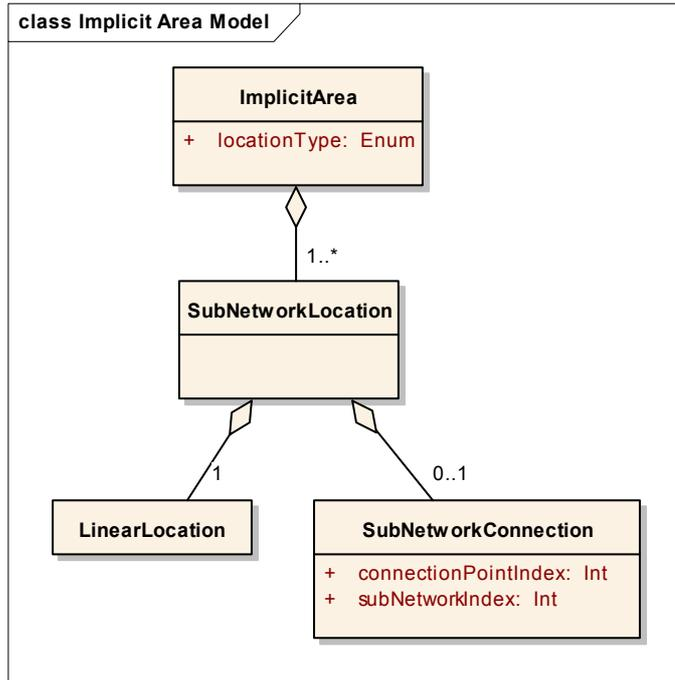 class Implicit Area Model
ImplicitArea
+ locationType: Enum
1..*
SubNetworkLocation
1
0..1
LinearLocation
SubNetworkConnection
+ connectionPointIndex: Int
+ subNetworkIndex: Int